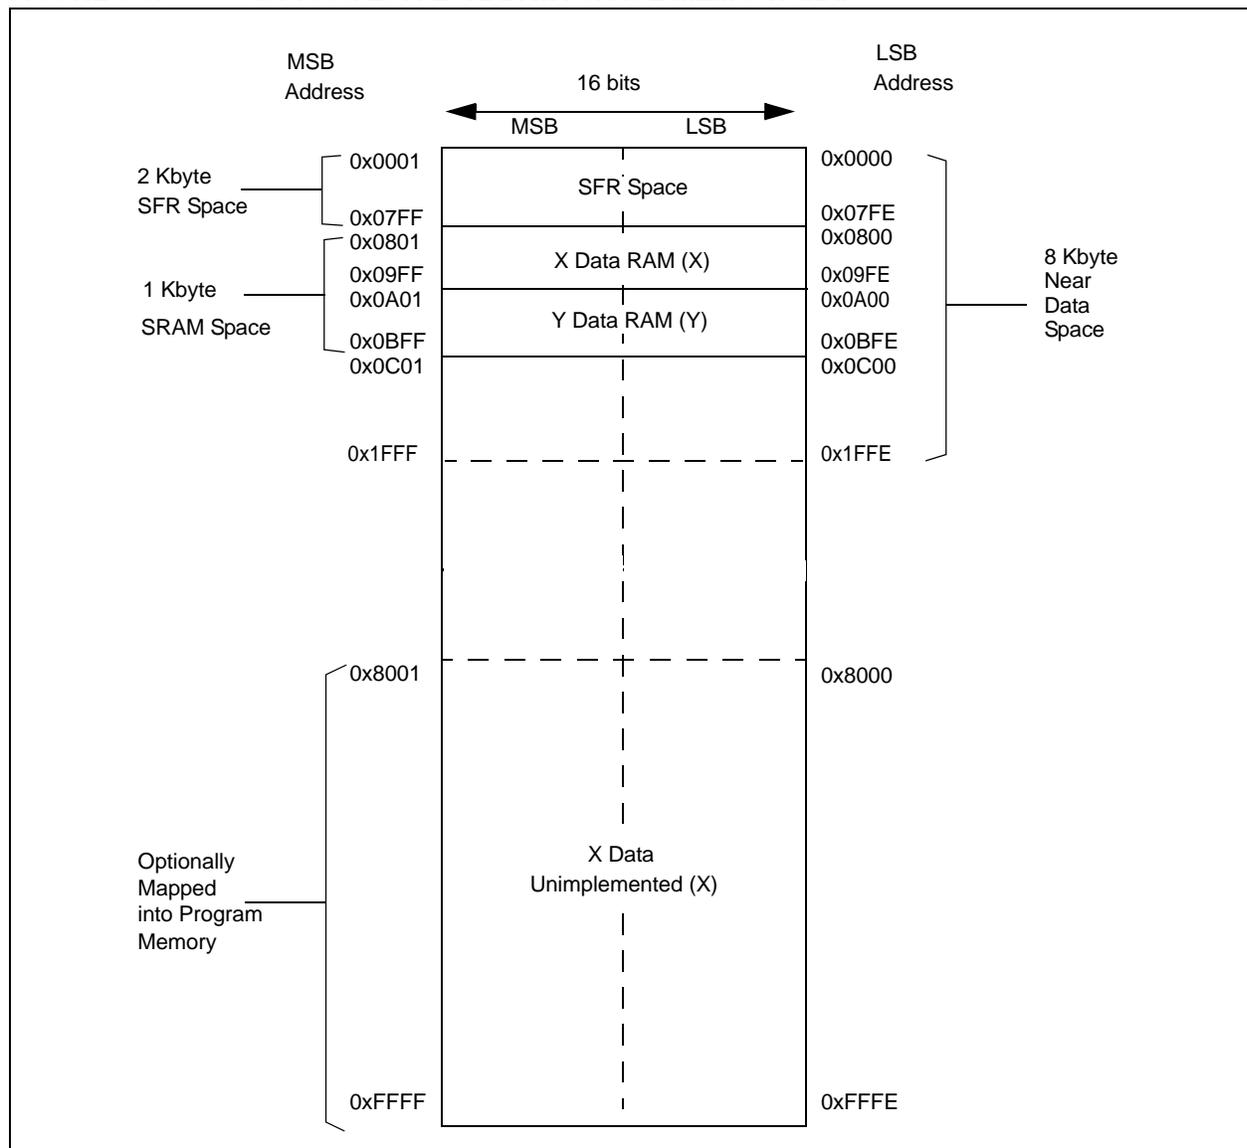 MSB
Address
LSB
Address
16 bits
MSB
LSB
0x0001
0x0000
2 Kbyte
SFR Space
SFR Space
0x07FF
0x07FE
0x0801
0x0800
X Data RAM (X)
0x09FF
0x09FE
1 Kbyte
SRAM Space
0x0A01
0x0A00
Y Data RAM (Y)
0x0BFF
0x0BFE
0x0C01
0x0C00
8 Kbyte
Near
Data
Space
0x1FFF
0x1FFE
0x8001
0x8000
Optionally
Mapped
into Program
Memory
X Data
Unimplemented (X)
0xFFFF
0xFFFE